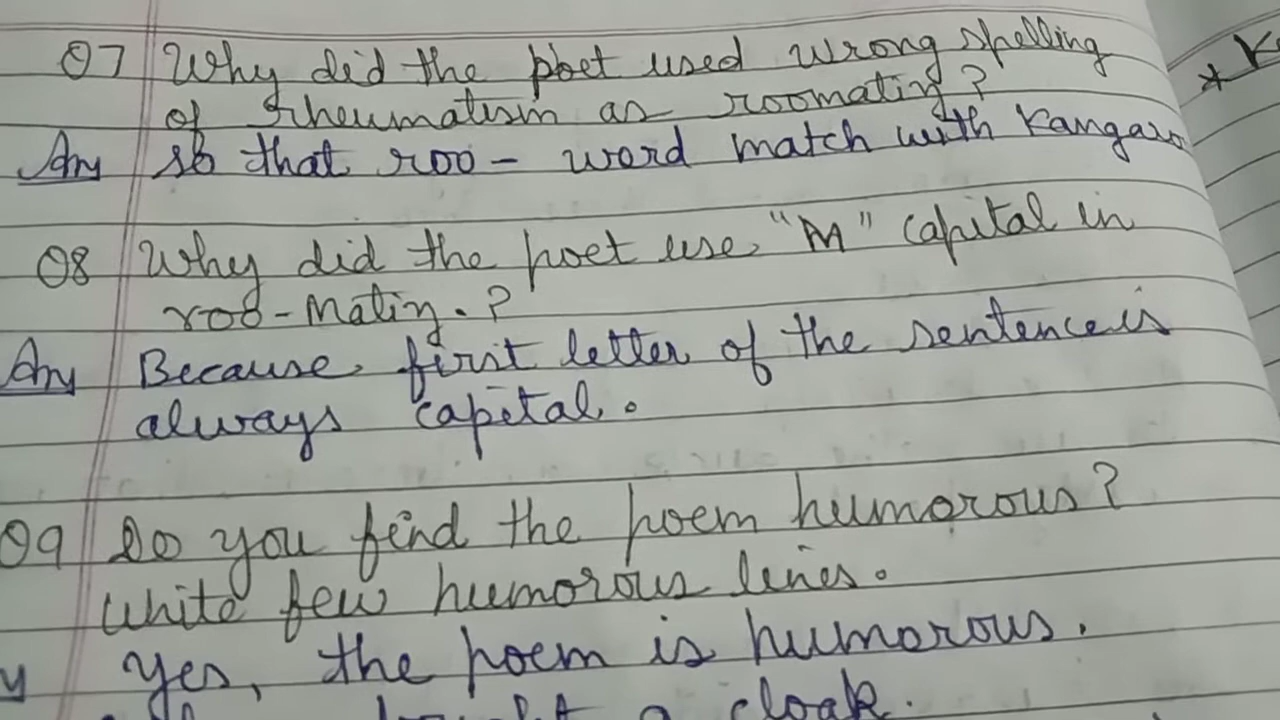 Q7 Why did the poet used wrong spelling
of rheumatism as roomatiz?
Ans so that roo - word match with Kangaroo
Q8 Why did the poet use "M" capital in
roo-Matiz.?
Ans Because first letter of the sentence is
always capital.
Q9 Do you find the poem humorous?
write few humorous lines.
yes, the poem is humorous.
a cloak.